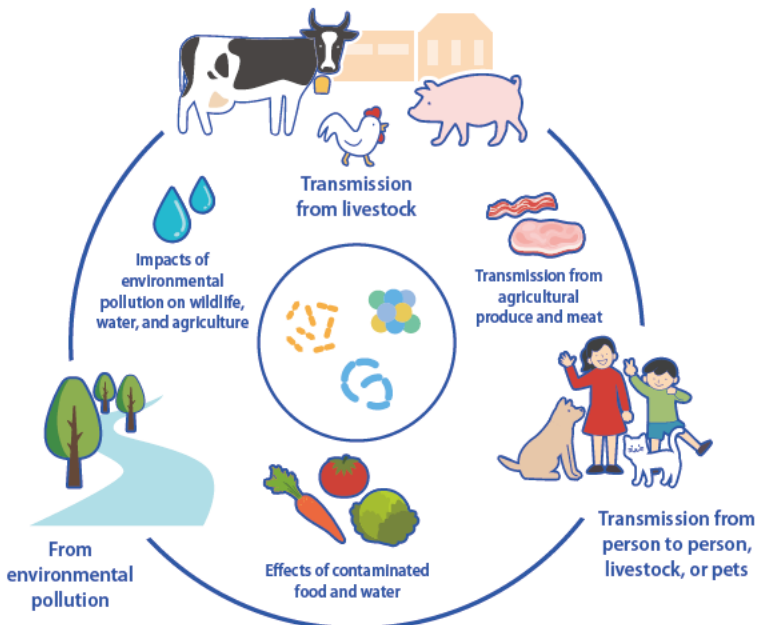 Transmission
from livestock
Impacts of
environmental
pollution on wildlife,
water, and agriculture
Transmission from
agricultural
produce and meat
From
environmental
pollution
Effects of contaminated
food and water
Transmission from
person to person,
livestock, or pets